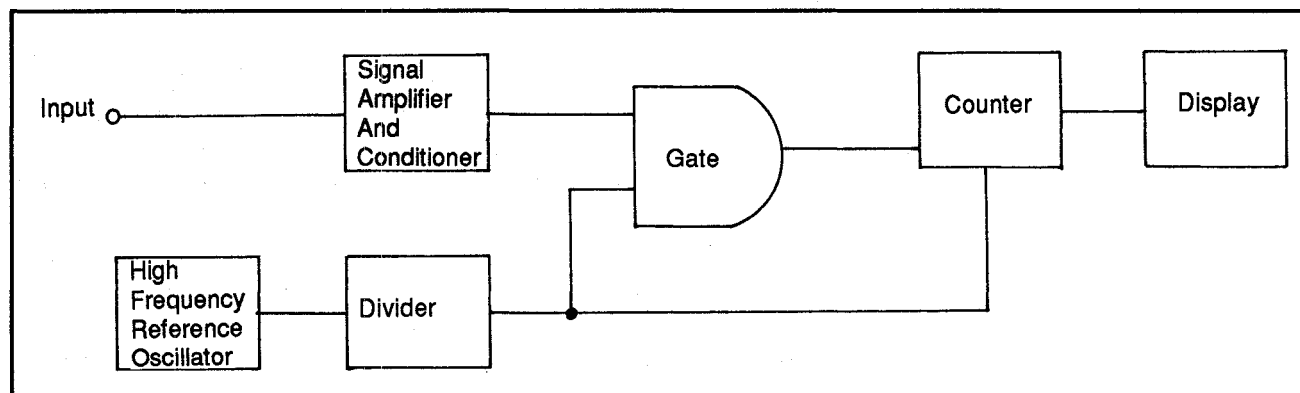 Input
Signal
Amplifier
And
Conditioner
Gate
Counter
Display
High
Frequency
Reference
Oscillator
Divider